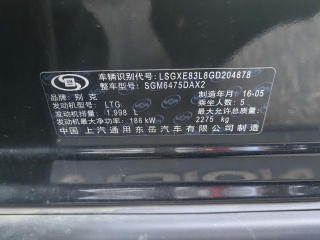 车辆识别代号: LSGXE83L8GD204878
整车型号: SGM6475DAX2
品牌: 别克 制造年月: 16-05
发动机型号: LTG 乘坐人数: 5
发动机排量: 1.998 L 最大允许总质量:
发动机最大净功率: 186 kW 2275 kg
中国 上汽通用东岳汽车有限公司制造